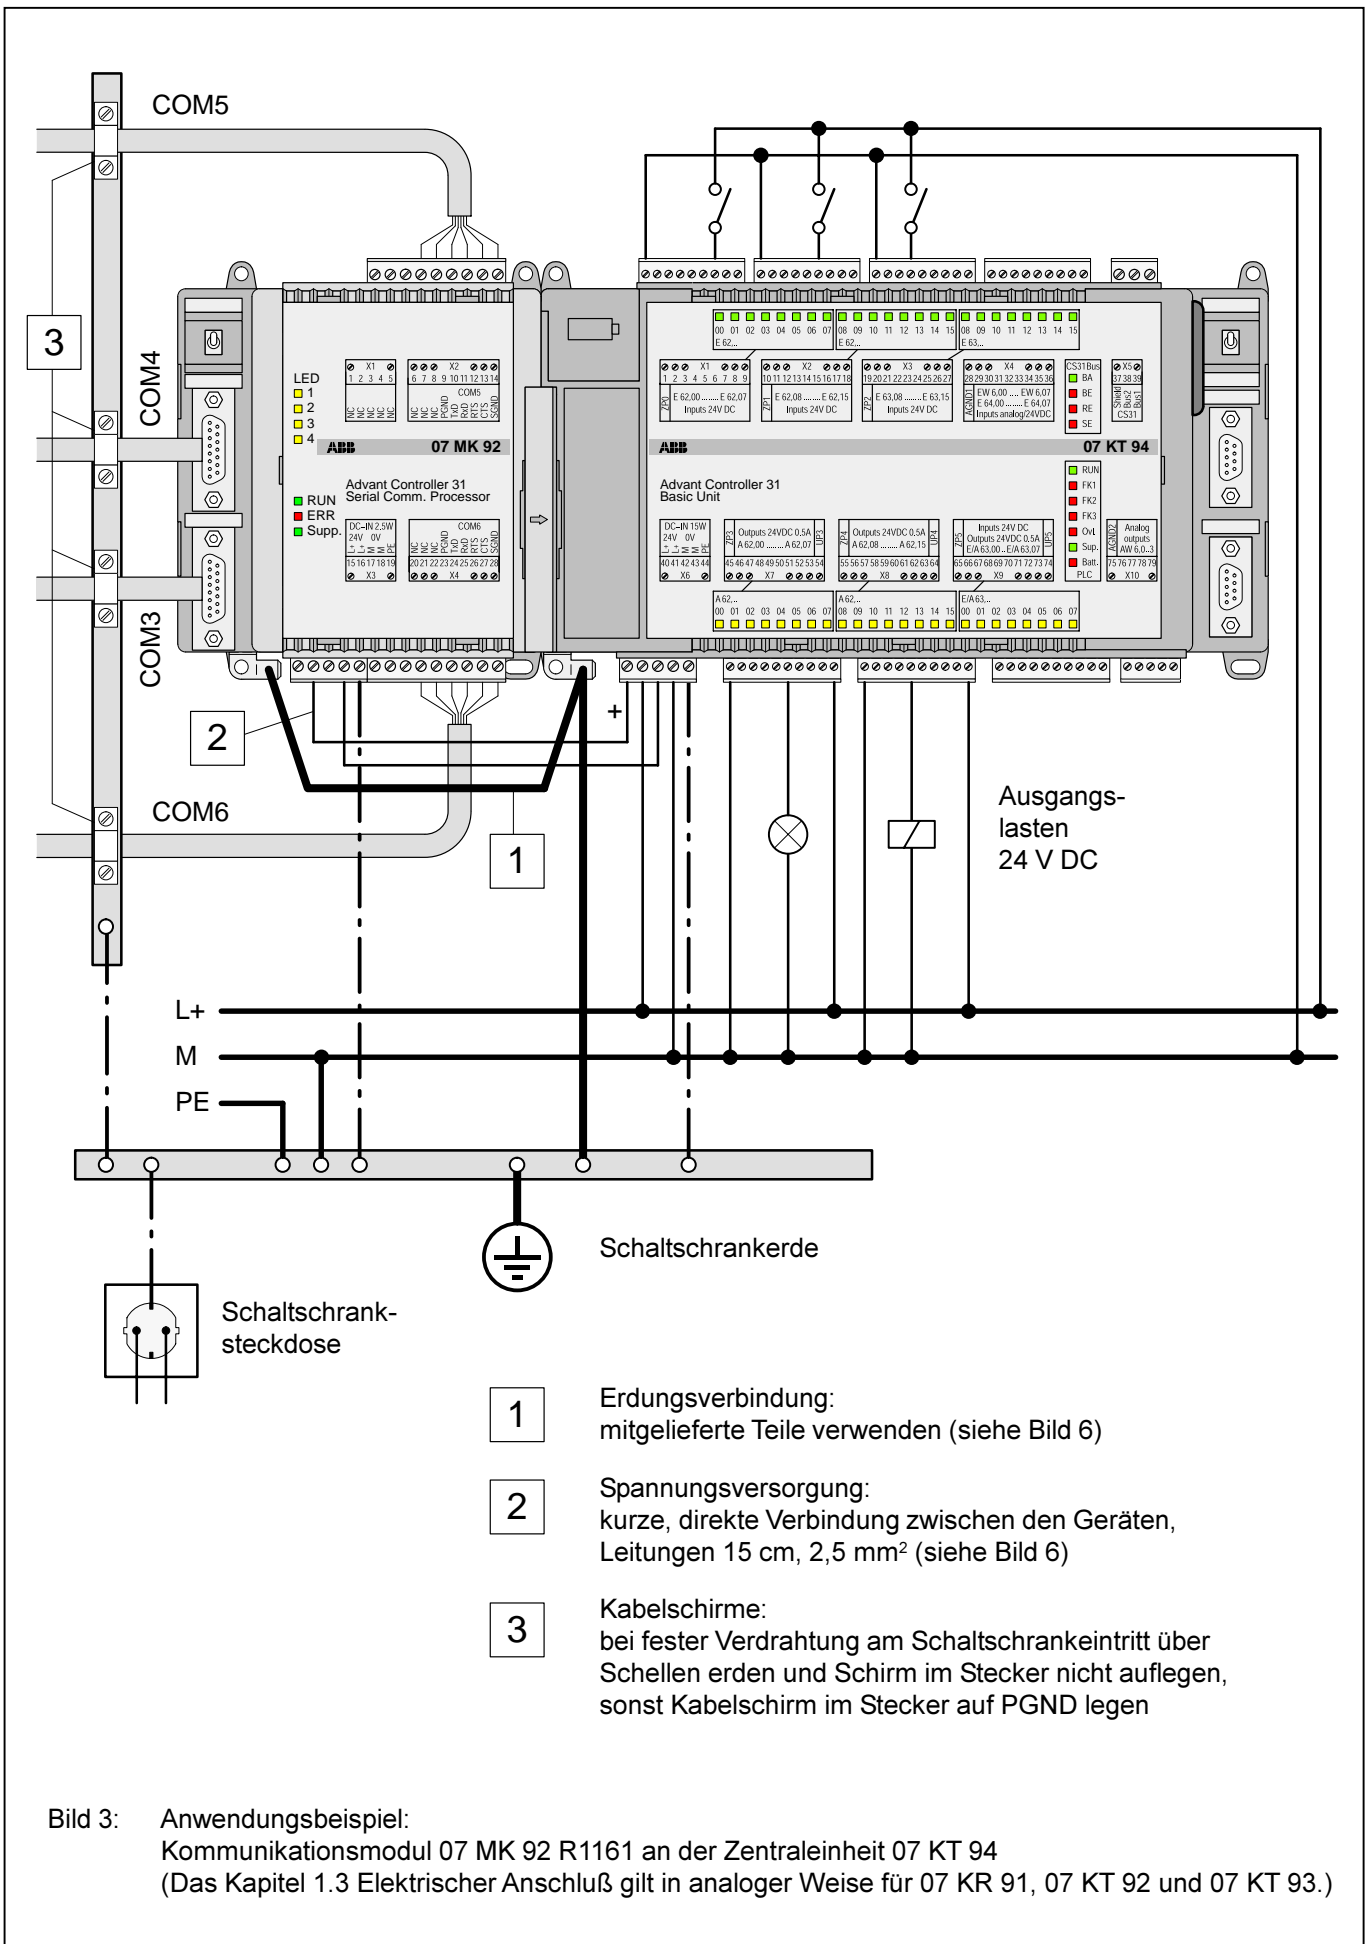 COM5
3
COM4
COM3
COM6
LED
1
2
3
4
X1
1 2 3 4 5
NC NC NC NC NC
X2
6 7 8 9 10 11 12 13 14
COM5
NC NC NC PGND TxD RxD RTS CTS SGND
ABB 07 MK 92
Advant Controller 31
Serial Comm. Processor
RUN
ERR
Supp.
DC–IN 2,5W
24V 0V
L+ L+ M M PE
15 16 17 18 19
X3
COM6
NC NC NC PGND TxD RxD RTS CTS SGND
20 21 22 23 24 25 26 27 28
X4
00 01 02 03 04 05 06 07
E 62,..
08 09 10 11 12 13 14 15
E 62,..
08 09 10 11 12 13 14 15
E 63,..
X1
1 2 3 4 5 6 7 8 9
ZP0
E 62,00 ....... E 62,07
Inputs 24V DC
X2
10 11 12 13 14 15 16 17 18
ZP1
E 62,08 ....... E 62,15
Inputs 24V DC
X3
19 20 21 22 23 24 25 26 27
ZP2
E 63,08 ....... E 63,15
Inputs 24V DC
X4
28 29 30 31 32 33 34 35 36
AGND1
EW 6,00 .... EW 6,07
E 64,00 ....... E 64,07
Inputs analog/24VDC
CS31Bus
BA
BE
RE
SE
X5
37 38 39
Shield Bus2 Bus1
CS31
ABB 07 KT 94
Advant Controller 31
Basic Unit
RUN
FK1
FK2
FK3
Ovl.
Sup.
Batt.
PLC
DC–IN 15W
24V 0V
L+ L+ M M PE
40 41 42 43 44
X6
ZP3
Outputs 24VDC 0.5A
A 62,00 ........ A 62,07
UP3
45 46 47 48 49 50 51 52 53 54
X7
ZP4
Outputs 24VDC 0.5A
A 62,08 ........ A 62,15
UP4
55 56 57 58 59 60 61 62 63 64
X8
ZP5
Inputs 24V DC
Outputs 24VDC 0.5A
E/A 63,00 .. E/A 63,07
UP5
65 66 67 68 69 70 71 72 73 74
X9
AGND2
Analog
outputs
AW 6,0..3
75 76 77 78 79
X10
A 62,..
00 01 02 03 04 05 06 07
A 62,..
08 09 10 11 12 13 14 15
E/A 63,..
00 01 02 03 04 05 06 07
2
+
1
Ausgangs-
lasten
24 V DC
L+
M
PE
Schaltschrankerde
Schaltschrank-
steckdose
1 Erdungsverbindung:
mitgelieferte Teile verwenden (siehe Bild 6)
2 Spannungsversorgung:
kurze, direkte Verbindung zwischen den Geräten,
Leitungen 15 cm, 2,5 mm² (siehe Bild 6)
3 Kabelschirme:
bei fester Verdrahtung am Schaltschrankeintritt über
Schellen erden und Schirm im Stecker nicht auflegen,
sonst Kabelschirm im Stecker auf PGND legen
Bild 3: Anwendungsbeispiel:
Kommunikationsmodul 07 MK 92 R1161 an der Zentraleinheit 07 KT 94
(Das Kapitel 1.3 Elektrischer Anschluß gilt in analoger Weise für 07 KR 91, 07 KT 92 und 07 KT 93.)